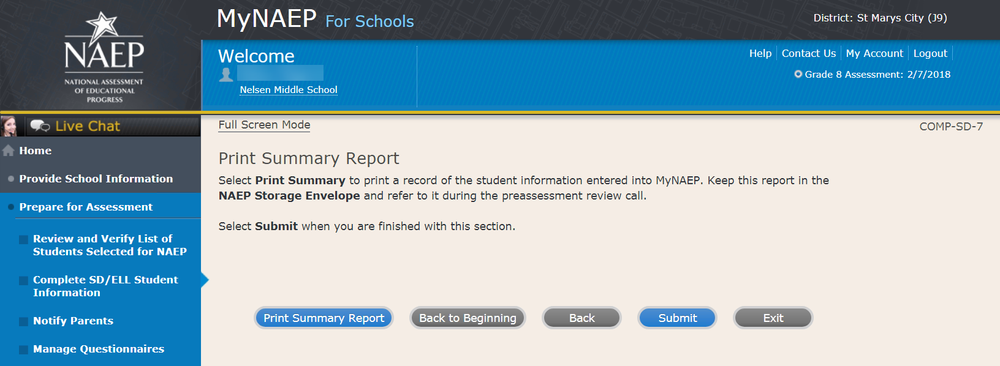 NAEP
NATIONAL ASSESSMENT
OF EDUCATIONAL
PROGRESS
MyNAEP For Schools
District: St Marys City (J9)
Welcome
Nelsen Middle School
Help
Contact Us
My Account
Logout
Grade 8 Assessment: 2/7/2018
Live Chat
Home
Provide School Information
Prepare for Assessment
Review and Verify List of
Students Selected for NAEP
Complete SD/ELL Student
Information
Notify Parents
Manage Questionnaires
Full Screen Mode
COMP-SD-7
Print Summary Report
Select Print Summary to print a record of the student information entered into MyNAEP. Keep this report in the
NAEP Storage Envelope and refer to it during the preassessment review call.
Select Submit when you are finished with this section.
Print Summary Report
Back to Beginning
Back
Submit
Exit